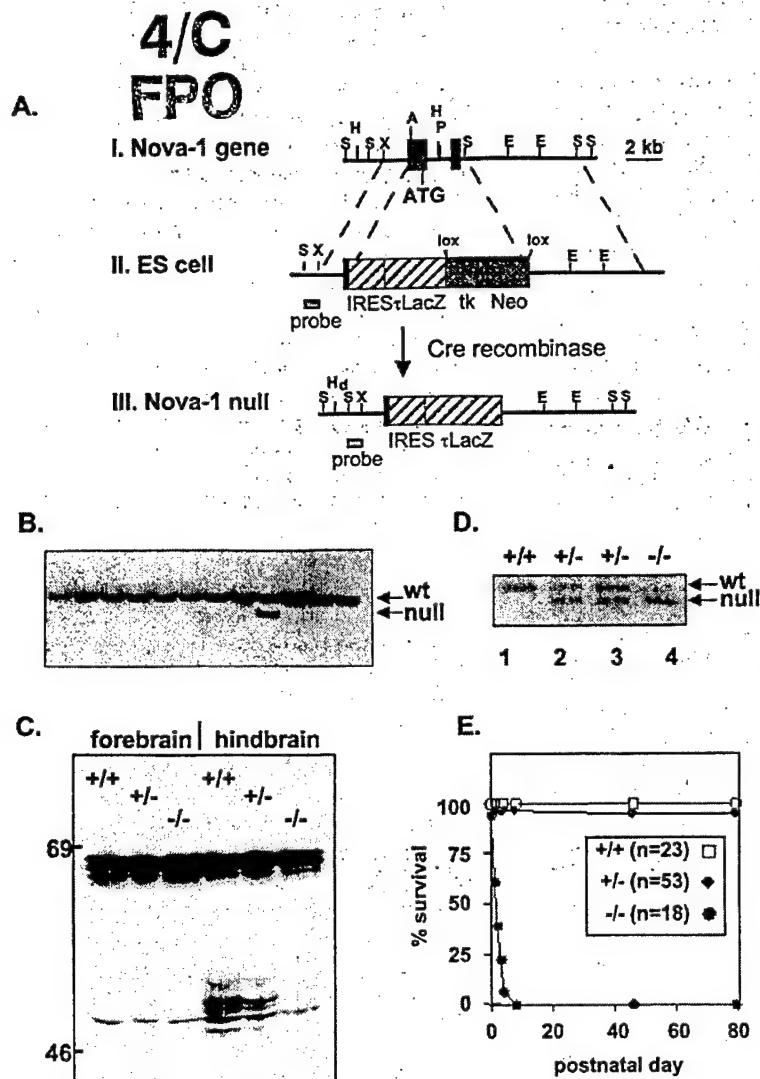 4/C
FPO
A.
I. Nova-1 gene
S H S X A H P S E E S S
2 kb
ATG
II. ES cell
S X lox lox E E
IRES τLacZ tk Neo
probe
Cre recombinase
III. Nova-1 null
S Hd S X E E S S
IRES τLacZ
probe
B.
wt
null
D.
+/+ +/- +/- -/-
wt
null
1 2 3 4
C.
forebrain | hindbrain
+/+ +/- -/- +/+ +/- -/-
69
46
E.
% survival
100
75
50
25
0
+/+ (n=23)
+/- (n=53)
-/- (n=18)
0 20 40 60 80
postnatal day